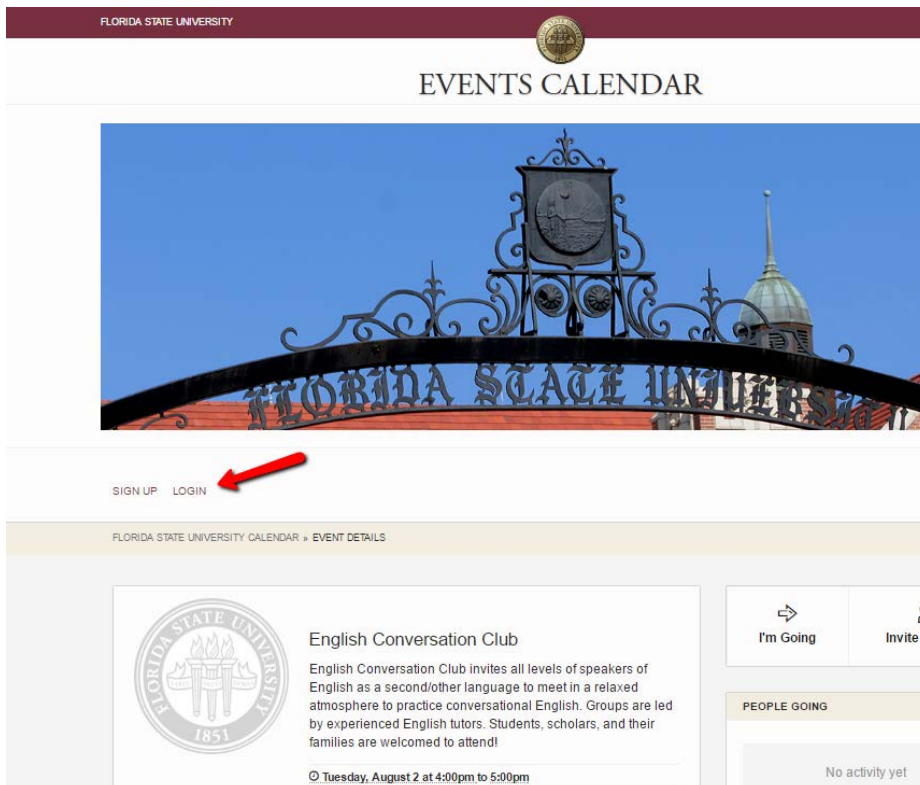 FLORIDA STATE UNIVERSITY
EVENTS CALENDAR
FLORIDA STATE UNIVERSITY
SIGN UP LOGIN
FLORIDA STATE UNIVERSITY CALENDAR » EVENT DETAILS
FLORIDA STATE UNIVERSITY
1851
English Conversation Club
English Conversation Club invites all levels of speakers of
English as a second/other language to meet in a relaxed
atmosphere to practice conversational English. Groups are led
by experienced English tutors. Students, scholars, and their
families are welcomed to attend!
Tuesday, August 2 at 4:00pm to 5:00pm
I'm Going
Invite
PEOPLE GOING
No activity yet